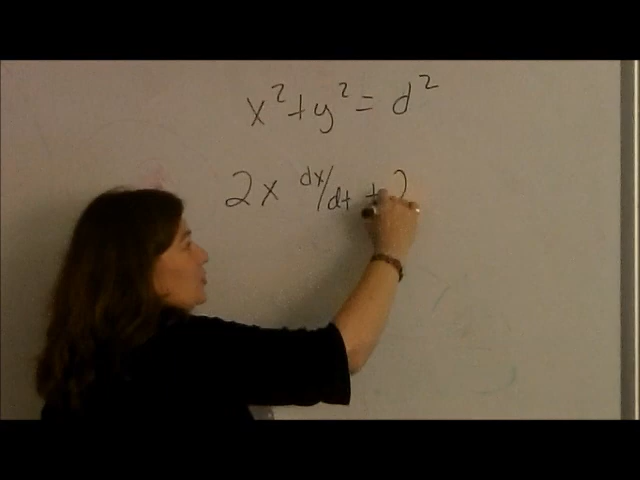 x² + y² = d²
2x dx/dt + 2